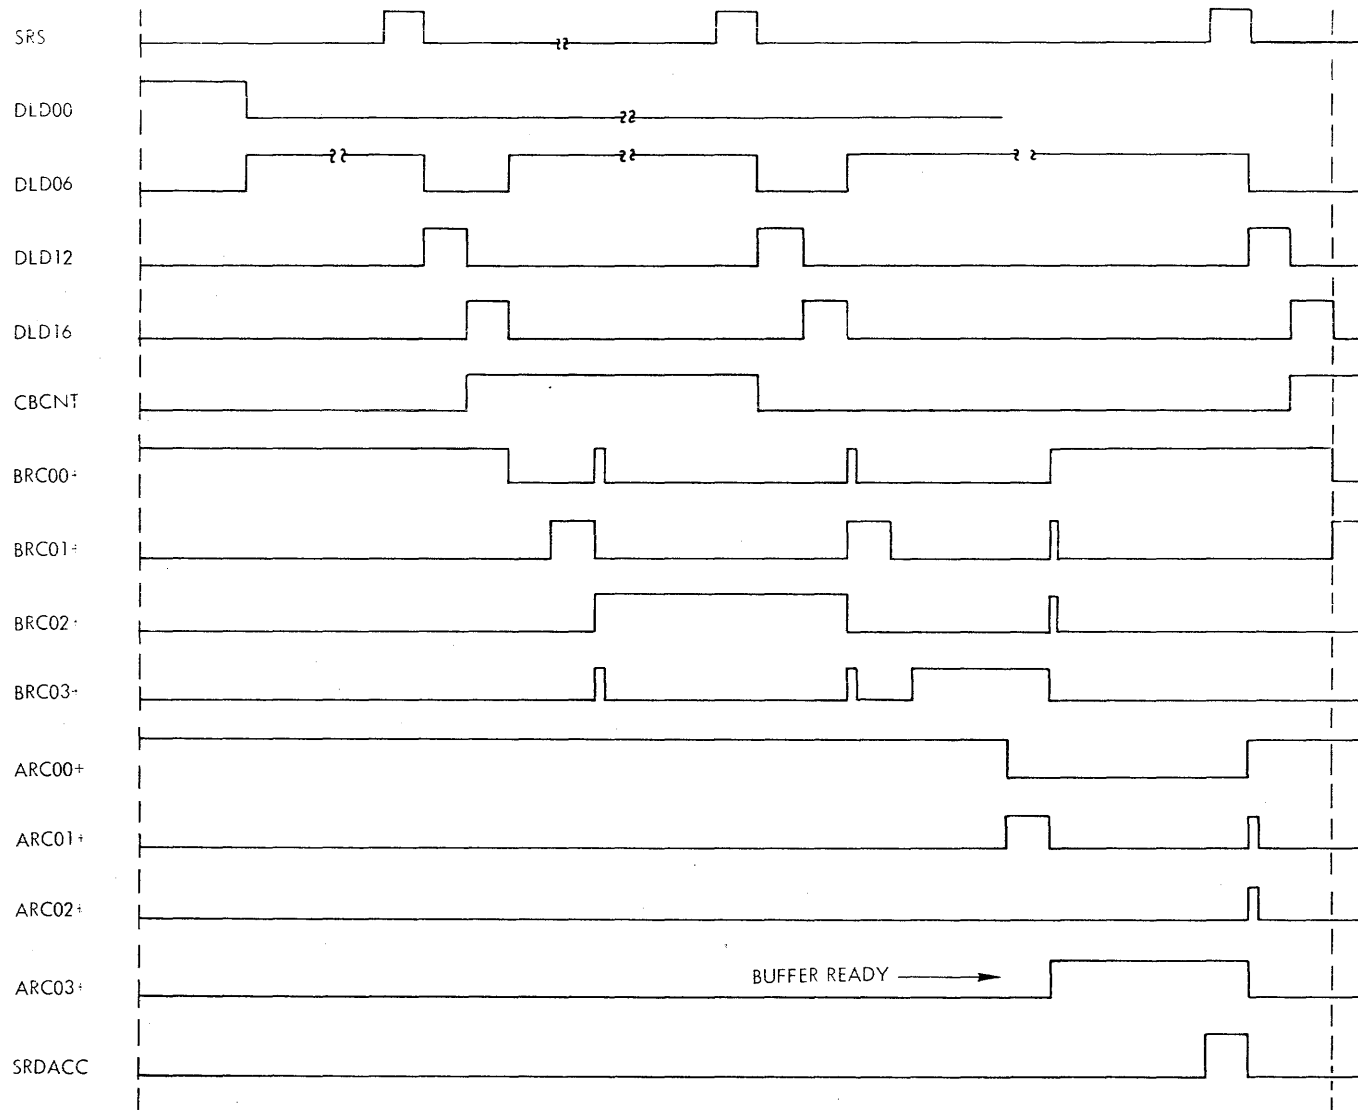 SRS
DLD00
DLD06
DLD12
DLD16
CBCNT
BRC00+
BRC01+
BRC02+
BRC03+
ARC00+
ARC01+
ARC02+
ARC03+
BUFFER READY
SRDACC